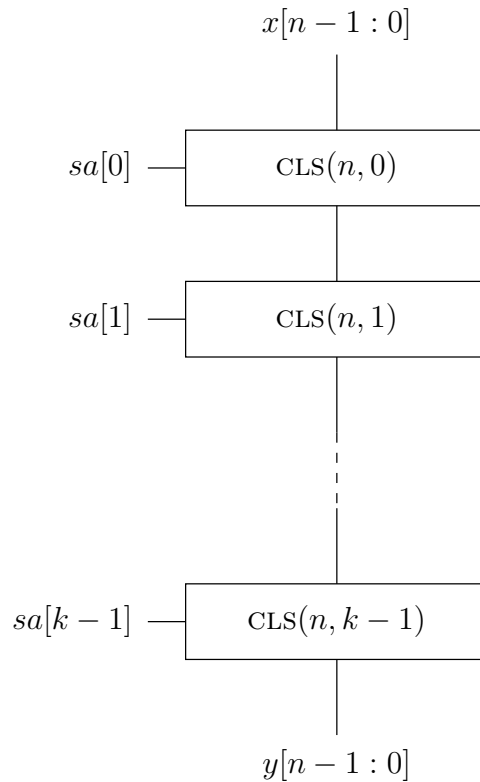 x[n − 1 : 0]
sa[0]
CLS(n, 0)
sa[1]
CLS(n, 1)
sa[k − 1]
CLS(n, k − 1)
y[n − 1 : 0]